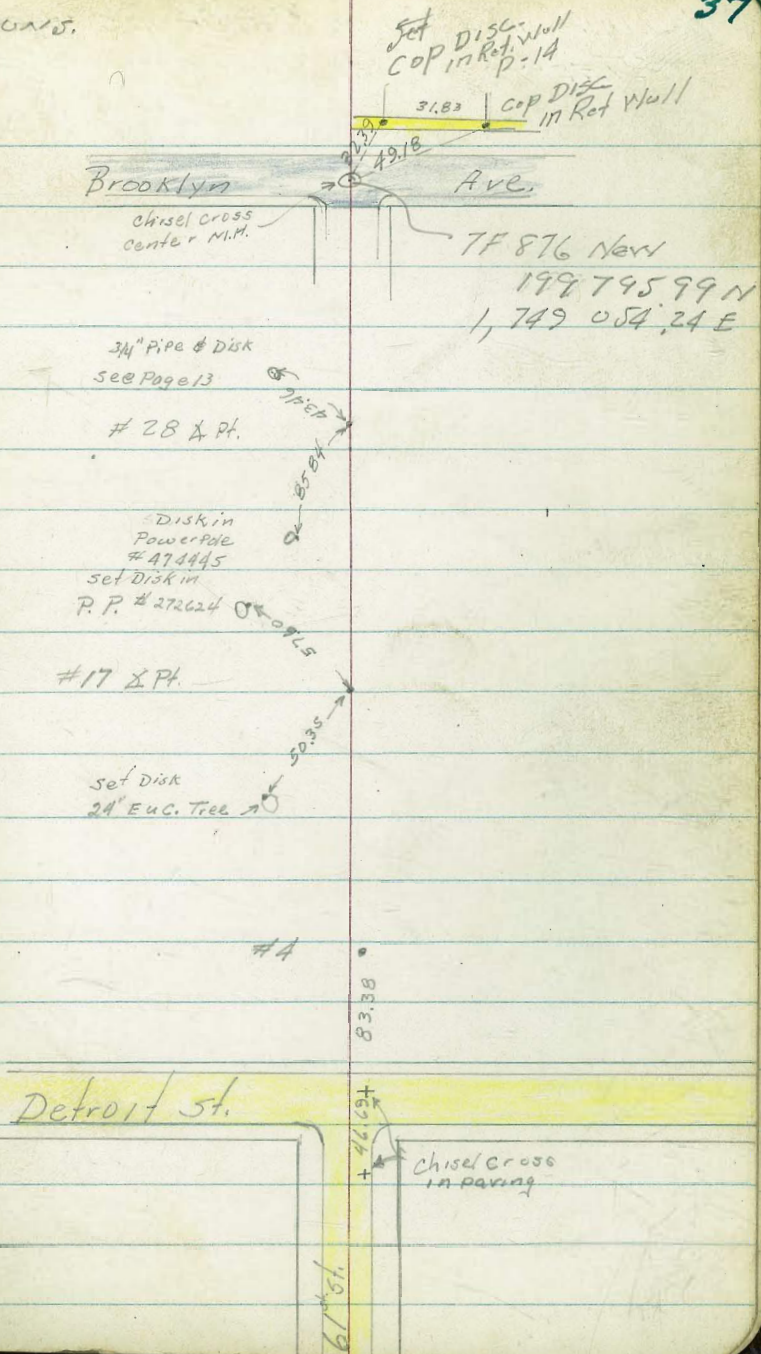 37
Set
Cop Disc.
in Ret. Wall
P-14
31.83
Cop Disc
in Ret Wall
32.39
49.18
Brooklyn Ave.
Chisel Cross
Center M.H.
7F 876 New
199 795.99 N
1,749 054.24 E
3/4" Pipe & Disk
see Page 13
# 28 ∆ Pt.
85.84
Disk in
Power Pole
#474445
set Disk in
P.P. #272624
57.60
#17 ∆ Pt.
50.35
set Disk
24" Euc. Tree
#4
83.38
Detroit St.
46.69
Chisel Cross
in paving
61st St.